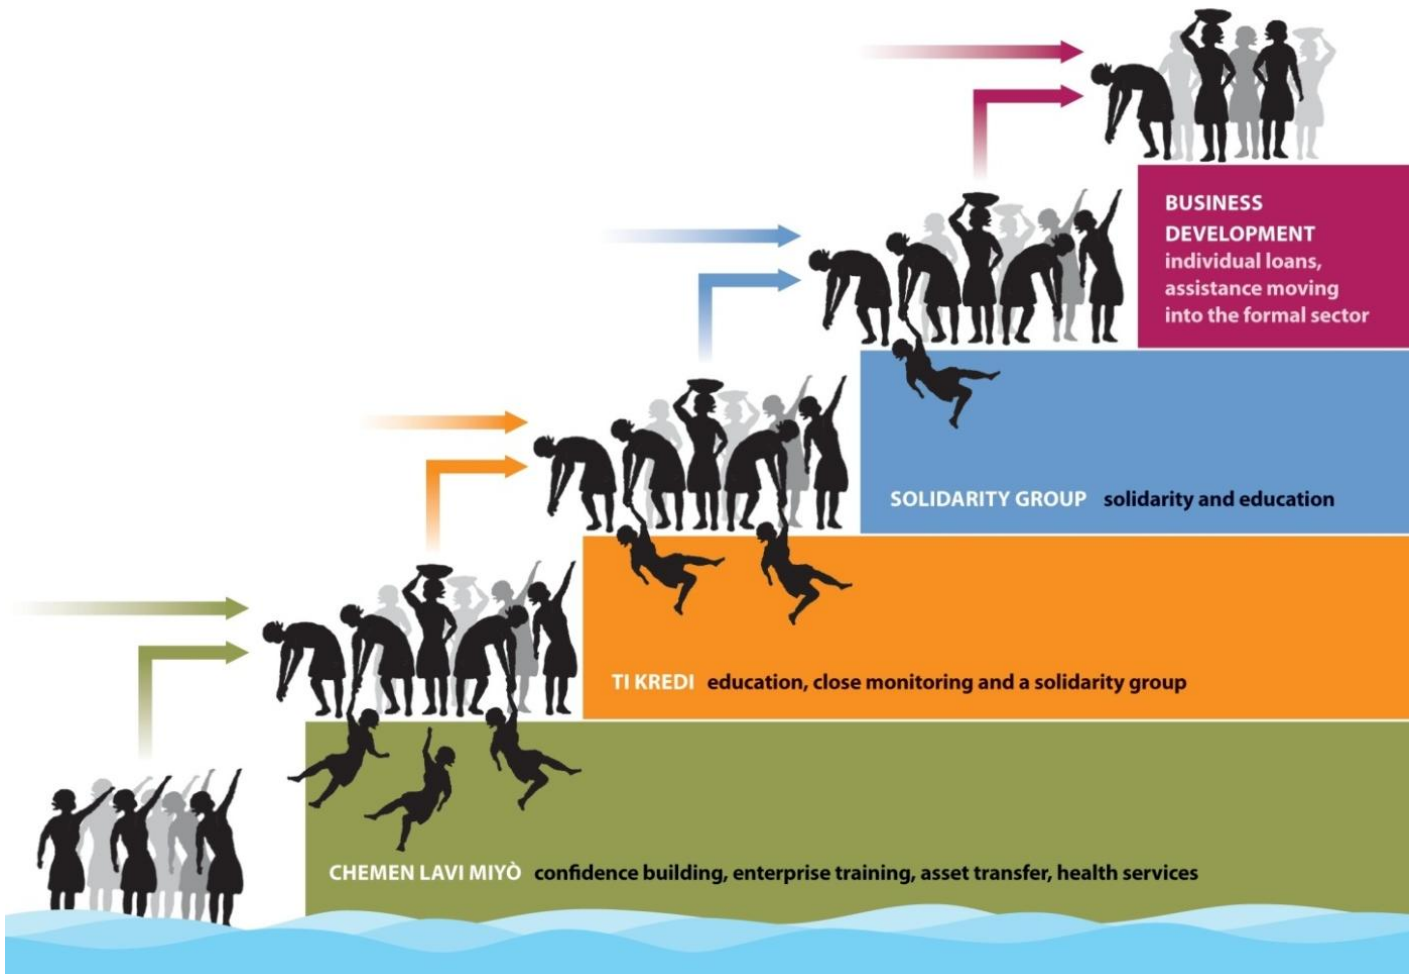 BUSINESS
DEVELOPMENT
individual loans,
assistance moving
into the formal sector
SOLIDARITY GROUP solidarity and education
TI KREDI education, close monitoring and a solidarity group
CHEMEN LAVI MIYÒ confidence building, enterprise training, asset transfer, health services